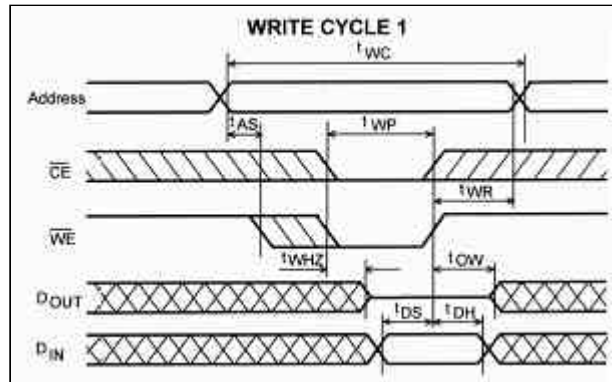 WRITE CYCLE 1
tWC
Address
tAS
tWP
CE
tWR
WE
tWHZ
tOW
DOUT
tDS
tDH
DIN